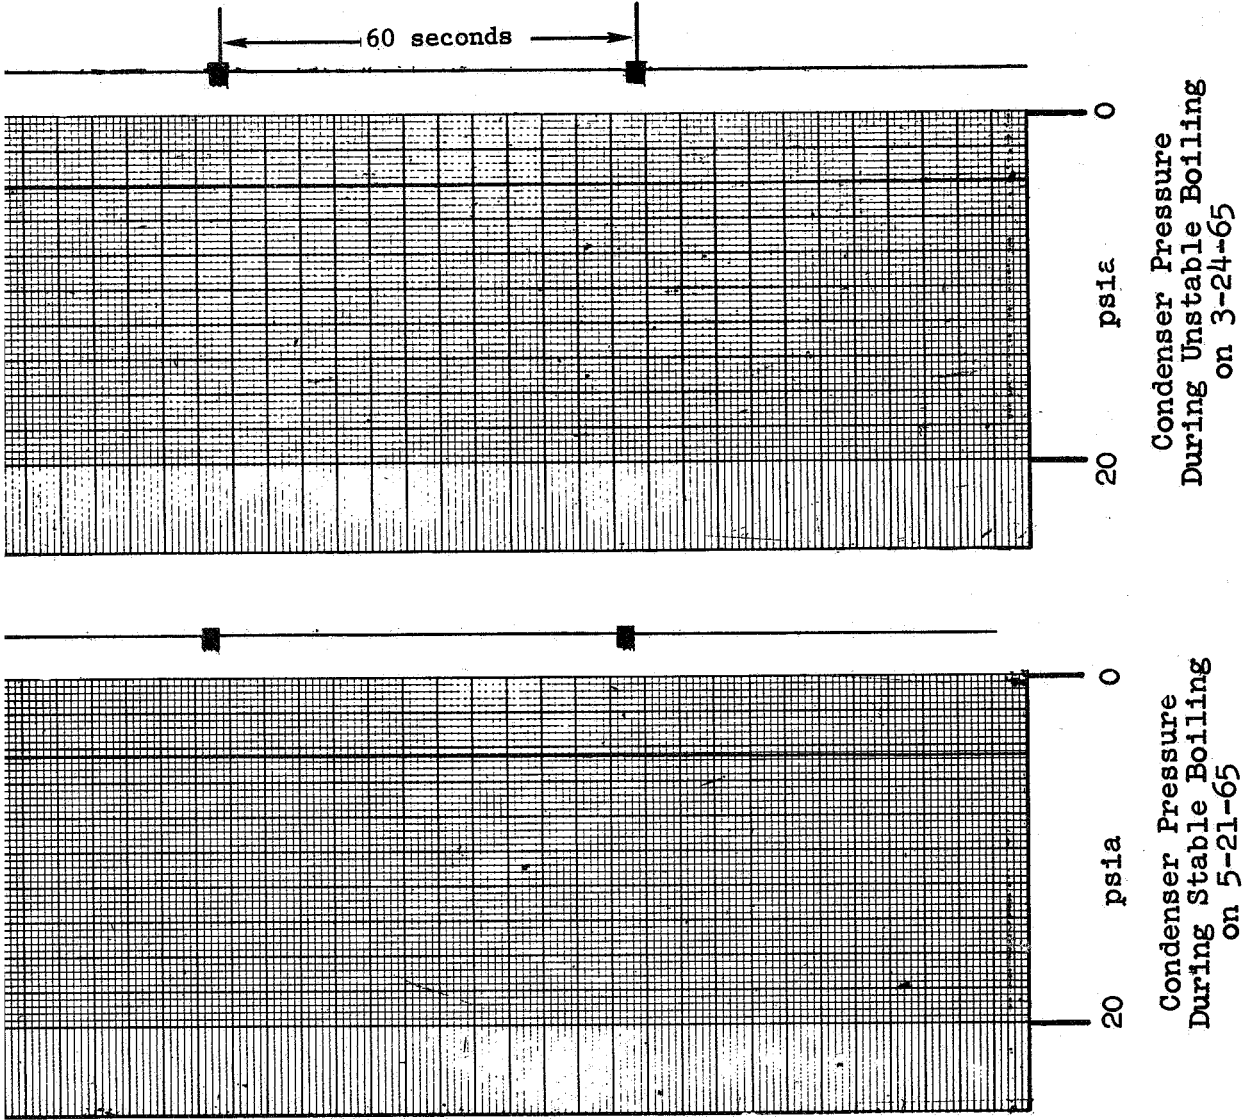 60 seconds
0
psia
20
Condenser Pressure
During Unstable Boiling
on 3-24-65
0
psia
20
Condenser Pressure
During Stable Boiling
on 5-21-65